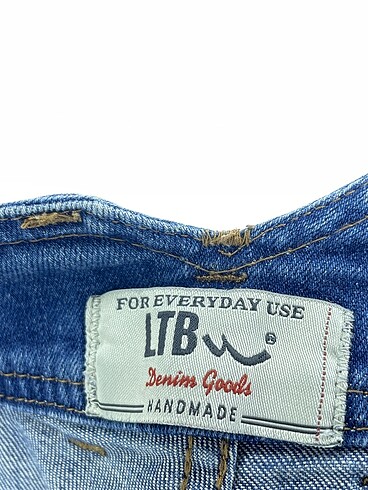 FOR EVERYDAY USE
LTB ®
Denim Goods
HANDMADE